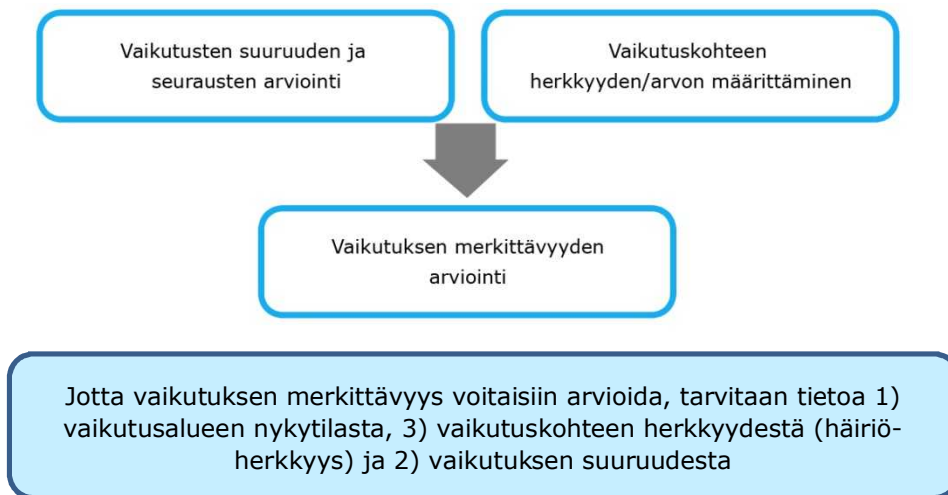 Vaikutusten suuruuden ja
seurausten arviointi
Vaikutuskohteen
herkkyyden/arvon määrittäminen
Vaikutuksen merkittävyyden
arviointi
Jotta vaikutuksen merkittävyys voitaisiin arvioida, tarvitaan tietoa 1)
vaikutusalueen nykytilasta, 3) vaikutuskohteen herkkyydestä (häiriö-
herkkyys) ja 2) vaikutuksen suuruudesta